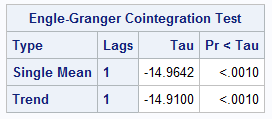 Engle-Granger Cointegration Test
Type Lags Tau Pr < Tau
Single Mean 1 -14.9642 <.0010
Trend 1 -14.9100 <.0010